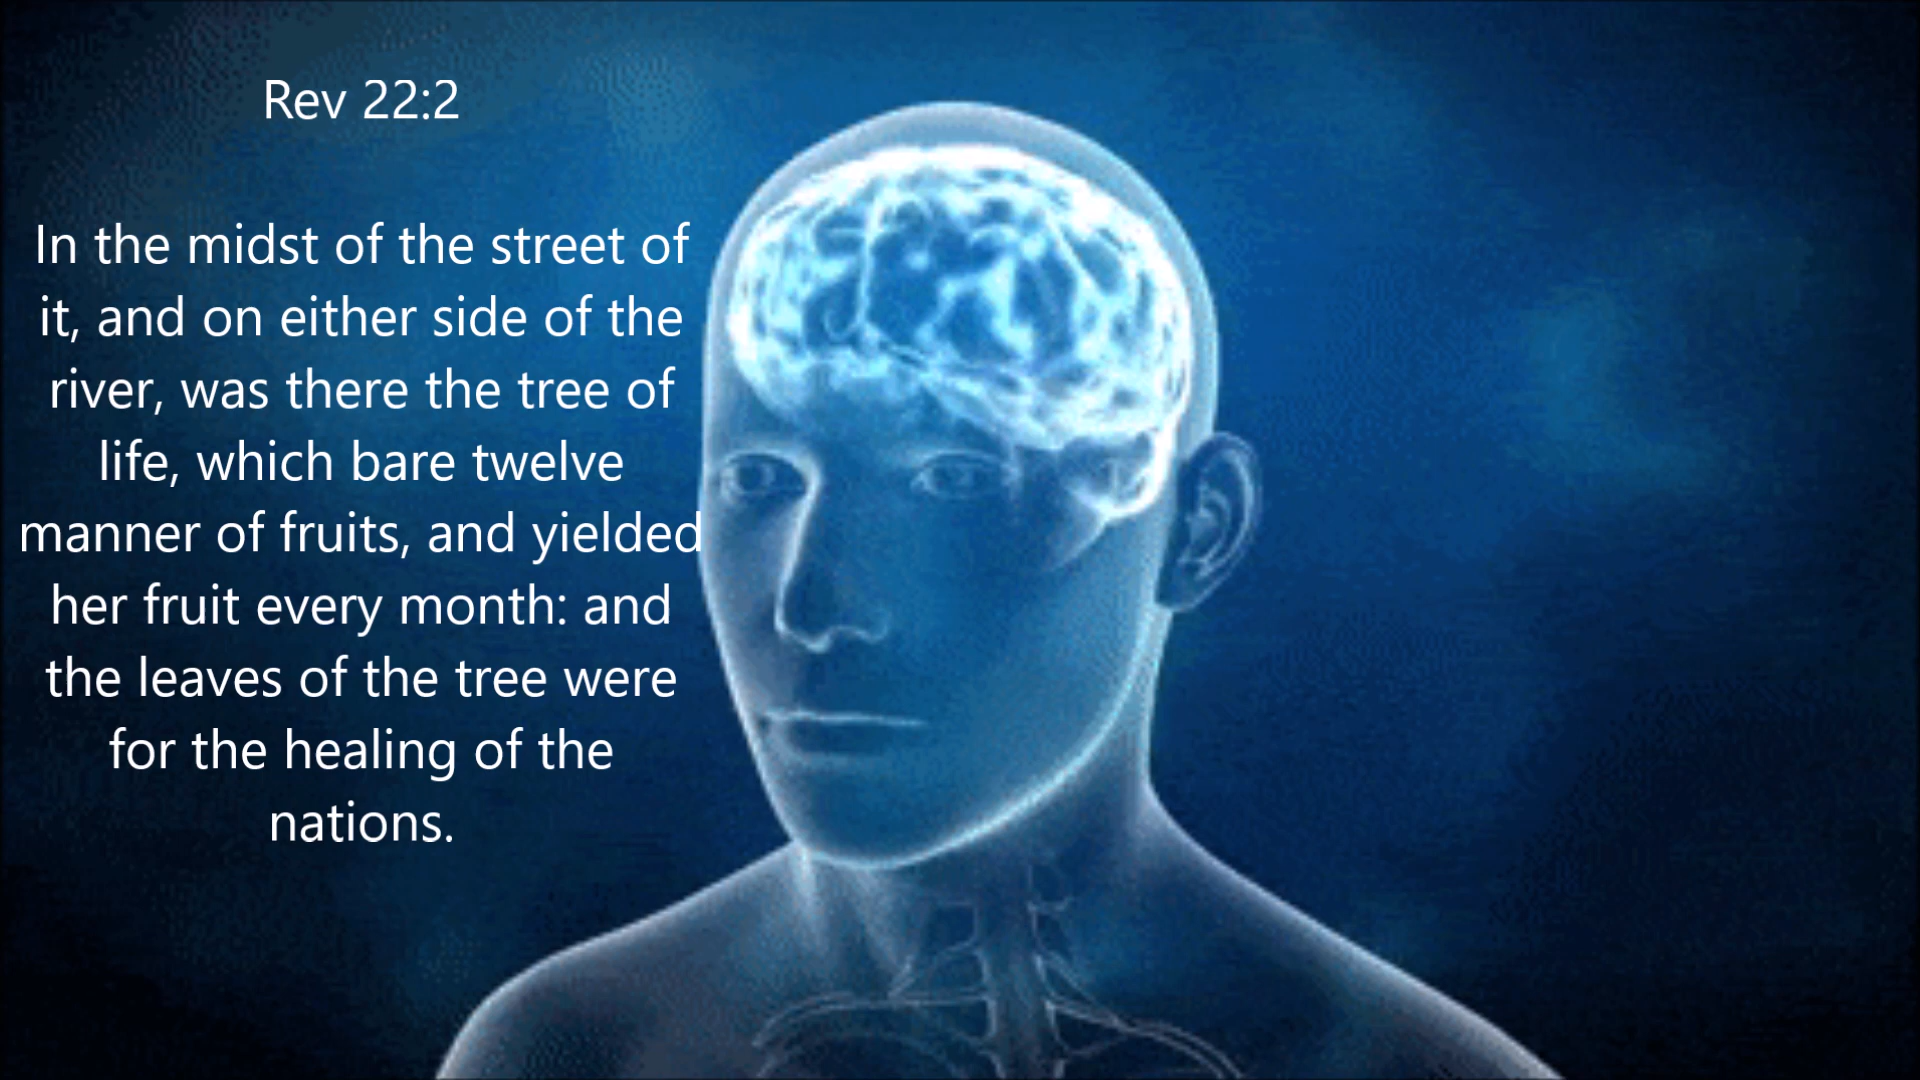 Rev 22:2
In the midst of the street of
it, and on either side of the
river, was there the tree of
life, which bare twelve
manner of fruits, and yielded
her fruit every month: and
the leaves of the tree were
for the healing of the
nations.